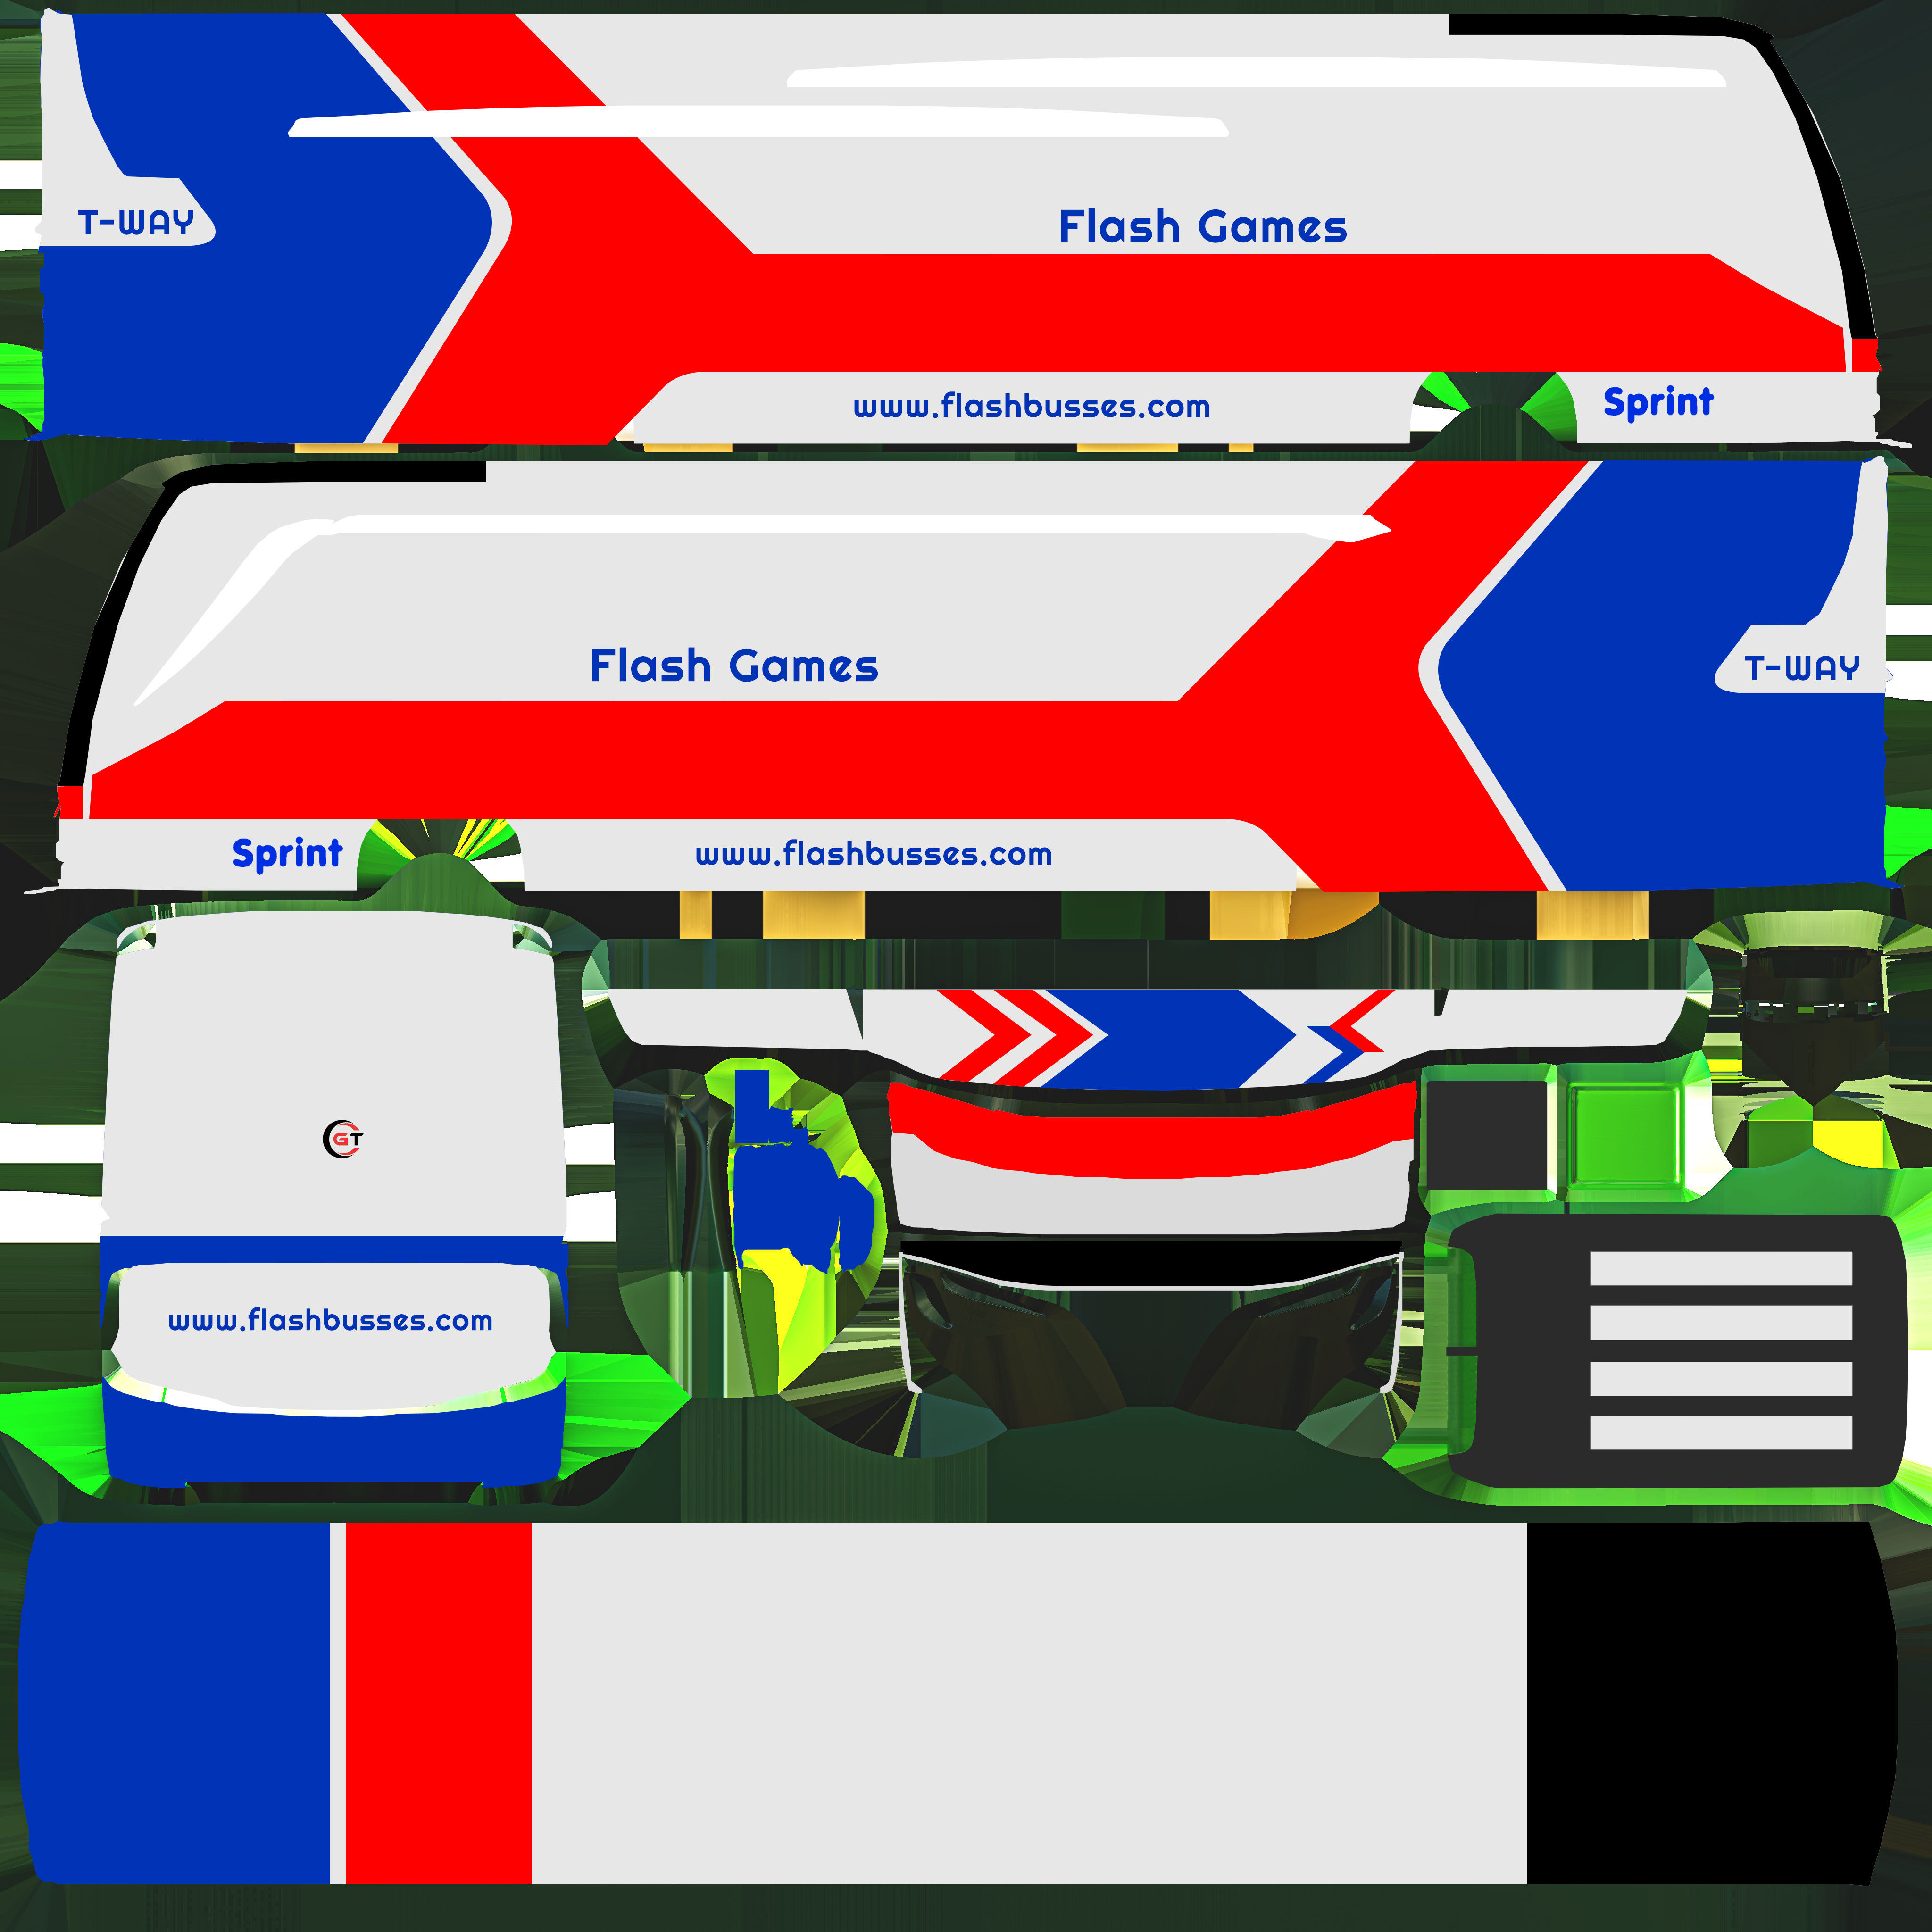 T-WAY
Flash Games
www.flashbusses.com
Sprint
Flash Games
T-WAY
Sprint
www.flashbusses.com
GT
www.flashbusses.com